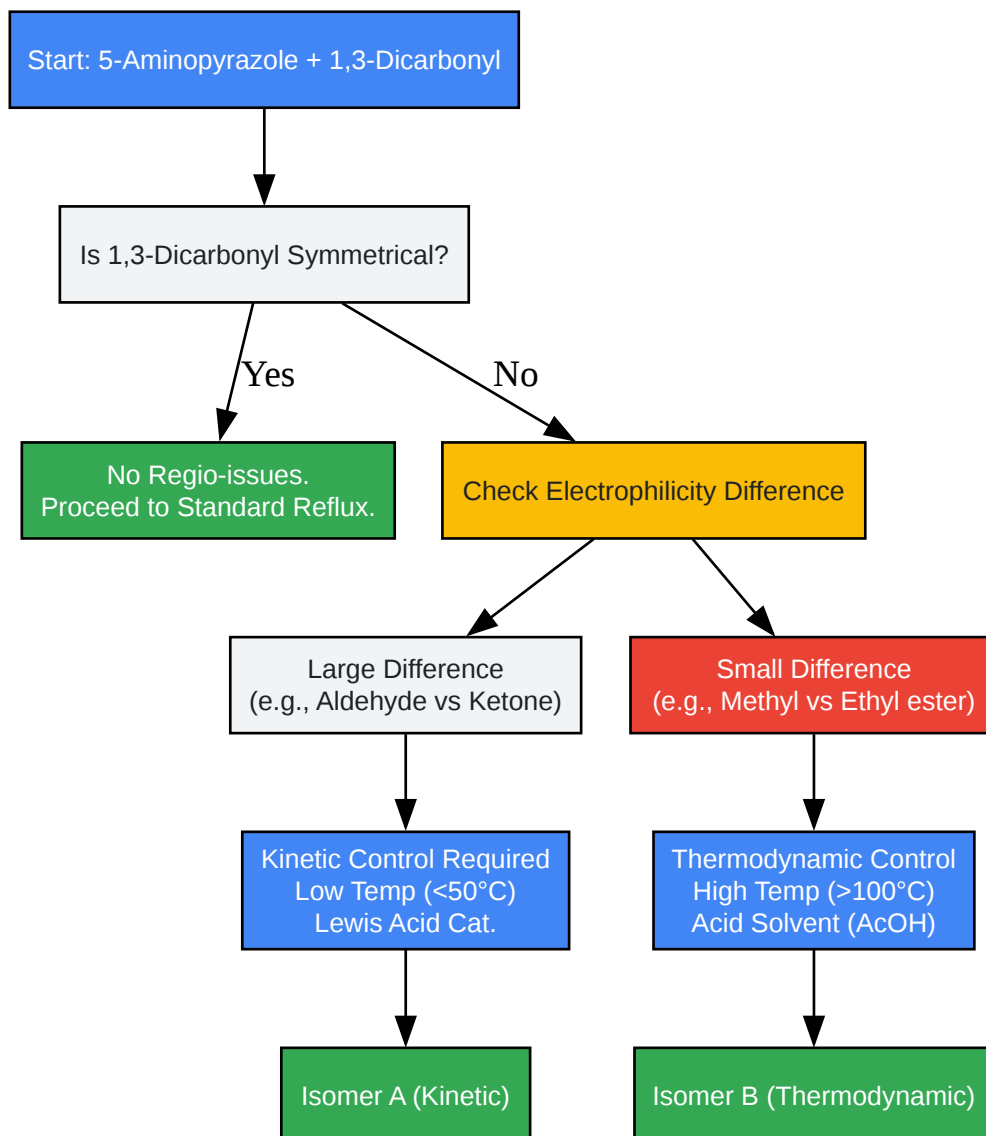 Start: 5-Aminopyrazole + 1,3-Dicarbonyl
Is 1,3-Dicarbonyl Symmetrical?
Yes
No
No Regio-issues.
Proceed to Standard Reflux.
Check Electrophilicity Difference
Large Difference
(e.g., Aldehyde vs Ketone)
Small Difference
(e.g., Methyl vs Ethyl ester)
Kinetic Control Required
Low Temp (<50°C)
Lewis Acid Cat.
Thermodynamic Control
High Temp (>100°C)
Acid Solvent (AcOH)
Isomer A (Kinetic)
Isomer B (Thermodynamic)